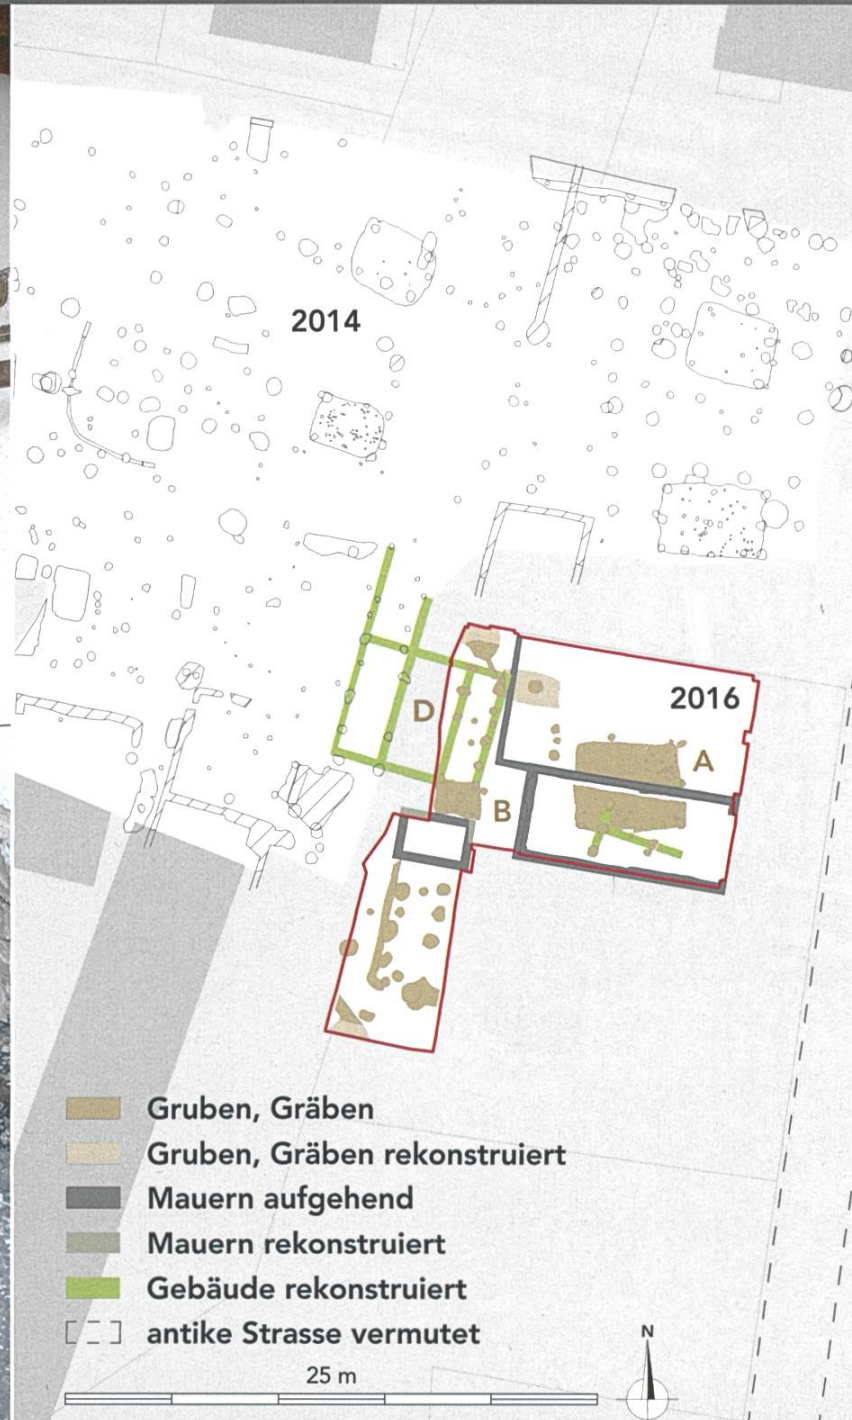 2014
2016
D
A
B
Gruben, Gräben
Gruben, Gräben rekonstruiert
Mauern aufgehend
Mauern rekonstruiert
Gebäude rekonstruiert
antike Strasse vermutet
25 m
N